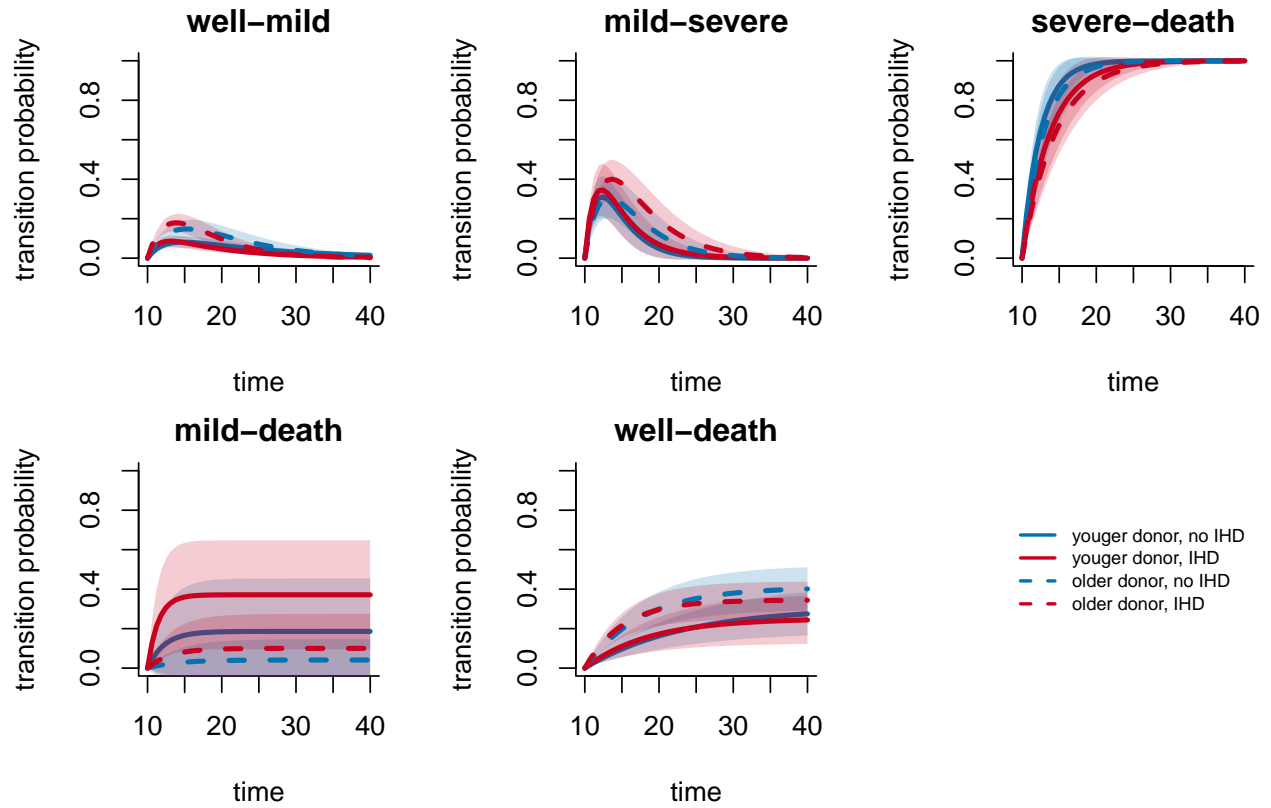 well−mild
transition probability
0.0 0.4 0.8
10 20 30 40
time
mild−severe
transition probability
0.0 0.4 0.8
10 20 30 40
time
severe−death
transition probability
0.0 0.4 0.8
10 20 30 40
time
mild−death
transition probability
0.0 0.4 0.8
10 20 30 40
time
well−death
transition probability
0.0 0.4 0.8
10 20 30 40
time
youger donor, no IHD
youger donor, IHD
older donor, no IHD
older donor, IHD